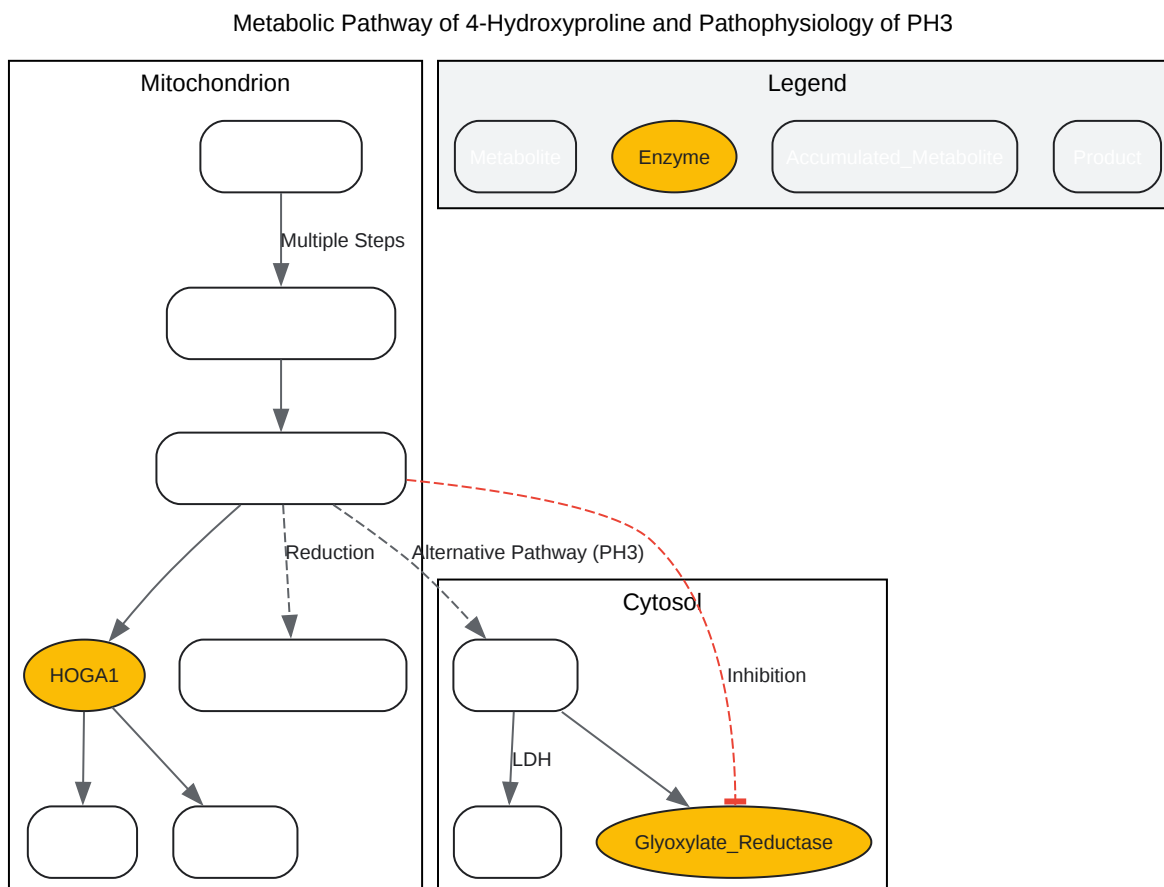 Metabolic Pathway of 4-Hydroxyproline and Pathophysiology of PH3
Mitochondrion
Legend
Metabolite
Enzyme
Accumulated_Metabolite
Product
Multiple Steps
Reduction
Alternative Pathway (PH3)
Cytosol
HOGA1
Inhibition
LDH
Glyoxylate_Reductase